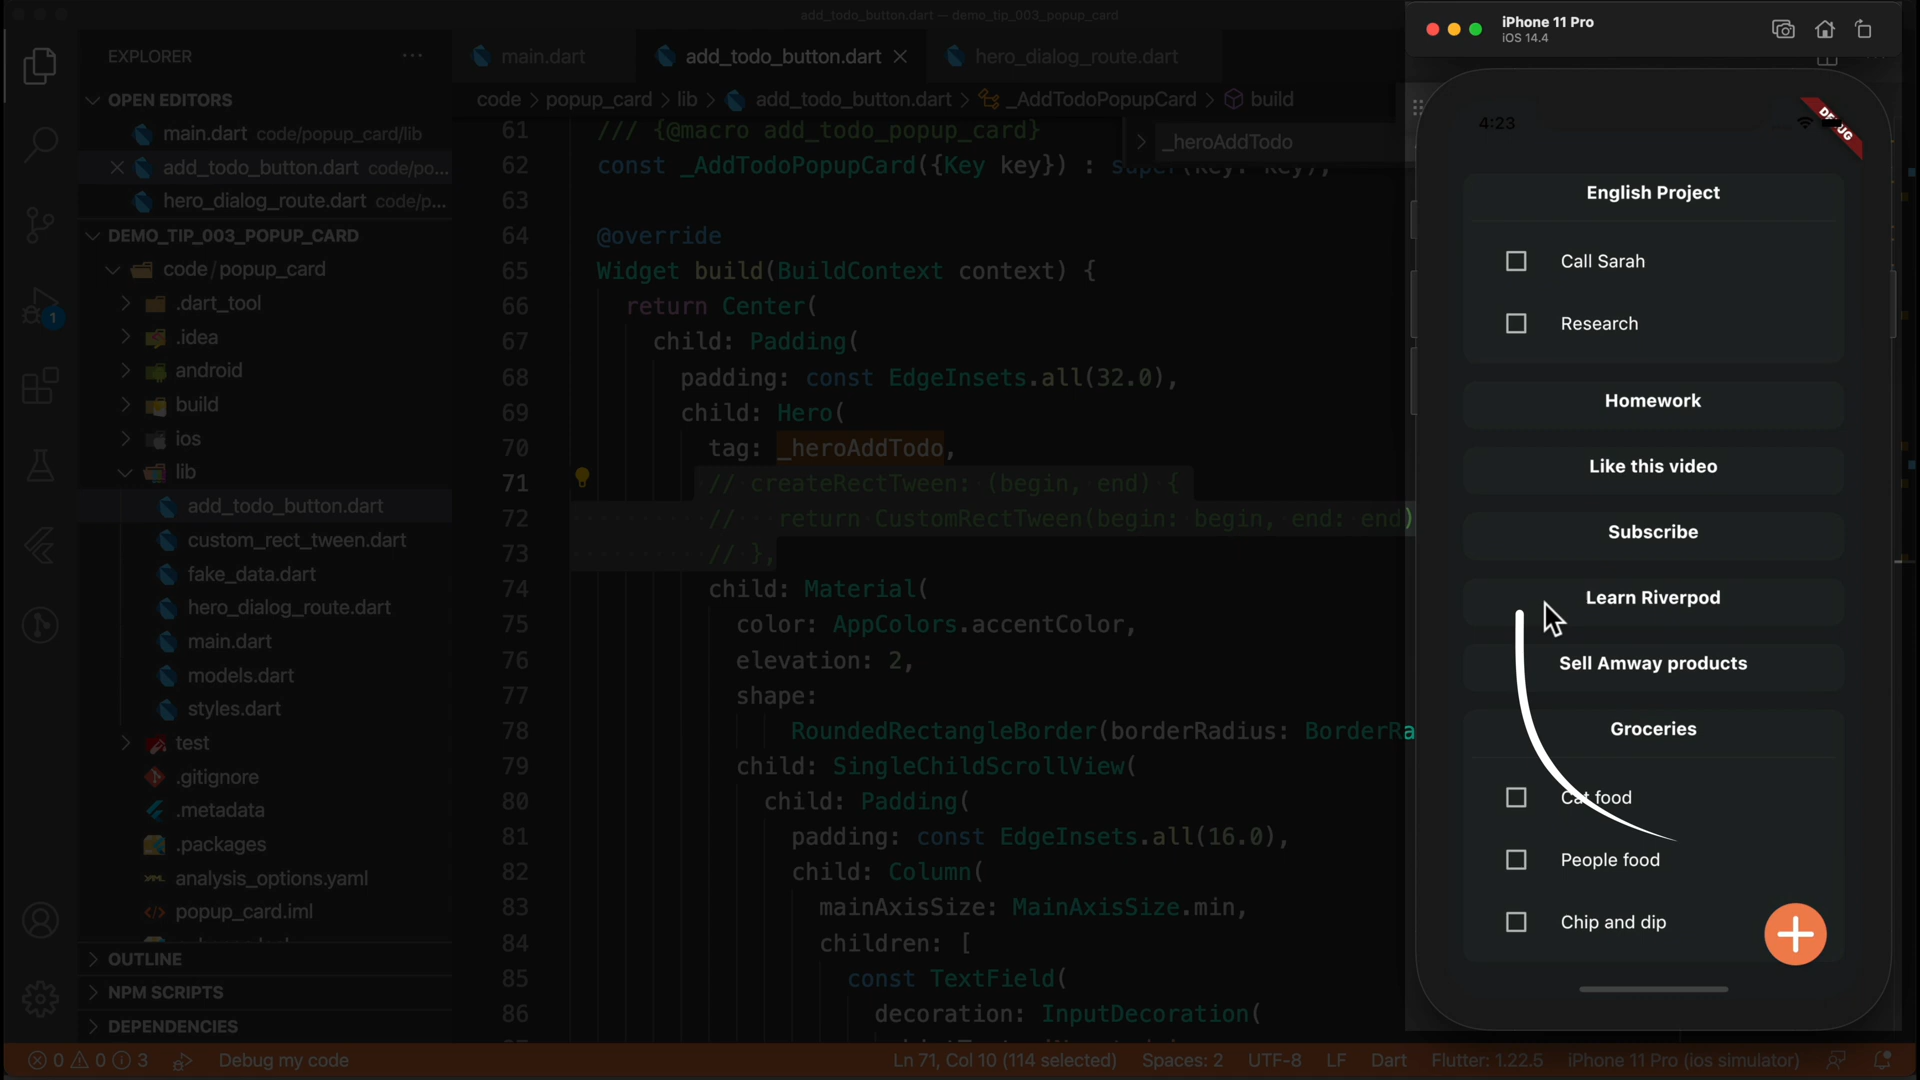 add_todo_button.dart — demo_tip_003_popup_card
iPhone 11 Pro
iOS 14.4
EXPLORER
main.dart
add_todo_button.dart
hero_dialog_route.dart
OPEN EDITORS
code > popup_card > lib > add_todo_button.dart > _AddTodoPopupCard > build
main.dart code/popup_card/lib
add_todo_button.dart code/po...
hero_dialog_route.dart code/p...
DEMO_TIP_003_POPUP_CARD
code/popup_card
.dart_tool
.idea
android
build
ios
lib
add_todo_button.dart
custom_rect_tween.dart
fake_data.dart
hero_dialog_route.dart
main.dart
models.dart
styles.dart
test
.gitignore
.metadata
.packages
analysis_options.yaml
popup_card.iml
OUTLINE
NPM SCRIPTS
DEPENDENCIES
1
_heroAddTodo
61 /// {@macro add_todo_popup_card}
62 const _AddTodoPopupCard({Key key}) : super(key: key);
63
64 @override
65 Widget build(BuildContext context) {
66 return Center(
67 child: Padding(
68 padding: const EdgeInsets.all(32.0),
69 child: Hero(
70 tag: _heroAddTodo,
71 // createRectTween: (begin, end) {
72 // return CustomRectTween(begin: begin, end: end)
73 // },
74 child: Material(
75 color: AppColors.accentColor,
76 elevation: 2,
77 shape:
78 RoundedRectangleBorder(borderRadius: BorderRa
79 child: SingleChildScrollView(
80 child: Padding(
81 padding: const EdgeInsets.all(16.0),
82 child: Column(
83 mainAxisSize: MainAxisSize.min,
84 children: [
85 const TextField(
86 decoration: InputDecoration(
4:23
DEBUG
English Project
Call Sarah
Research
Homework
Like this video
Subscribe
Learn Riverpod
Sell Amway products
Groceries
Cat food
People food
Chip and dip
0 0 3 Debug my code Ln 71, Col 10 (114 selected) Spaces: 2 UTF-8 LF Dart Flutter: 1.22.5 iPhone 11 Pro (ios simulator)